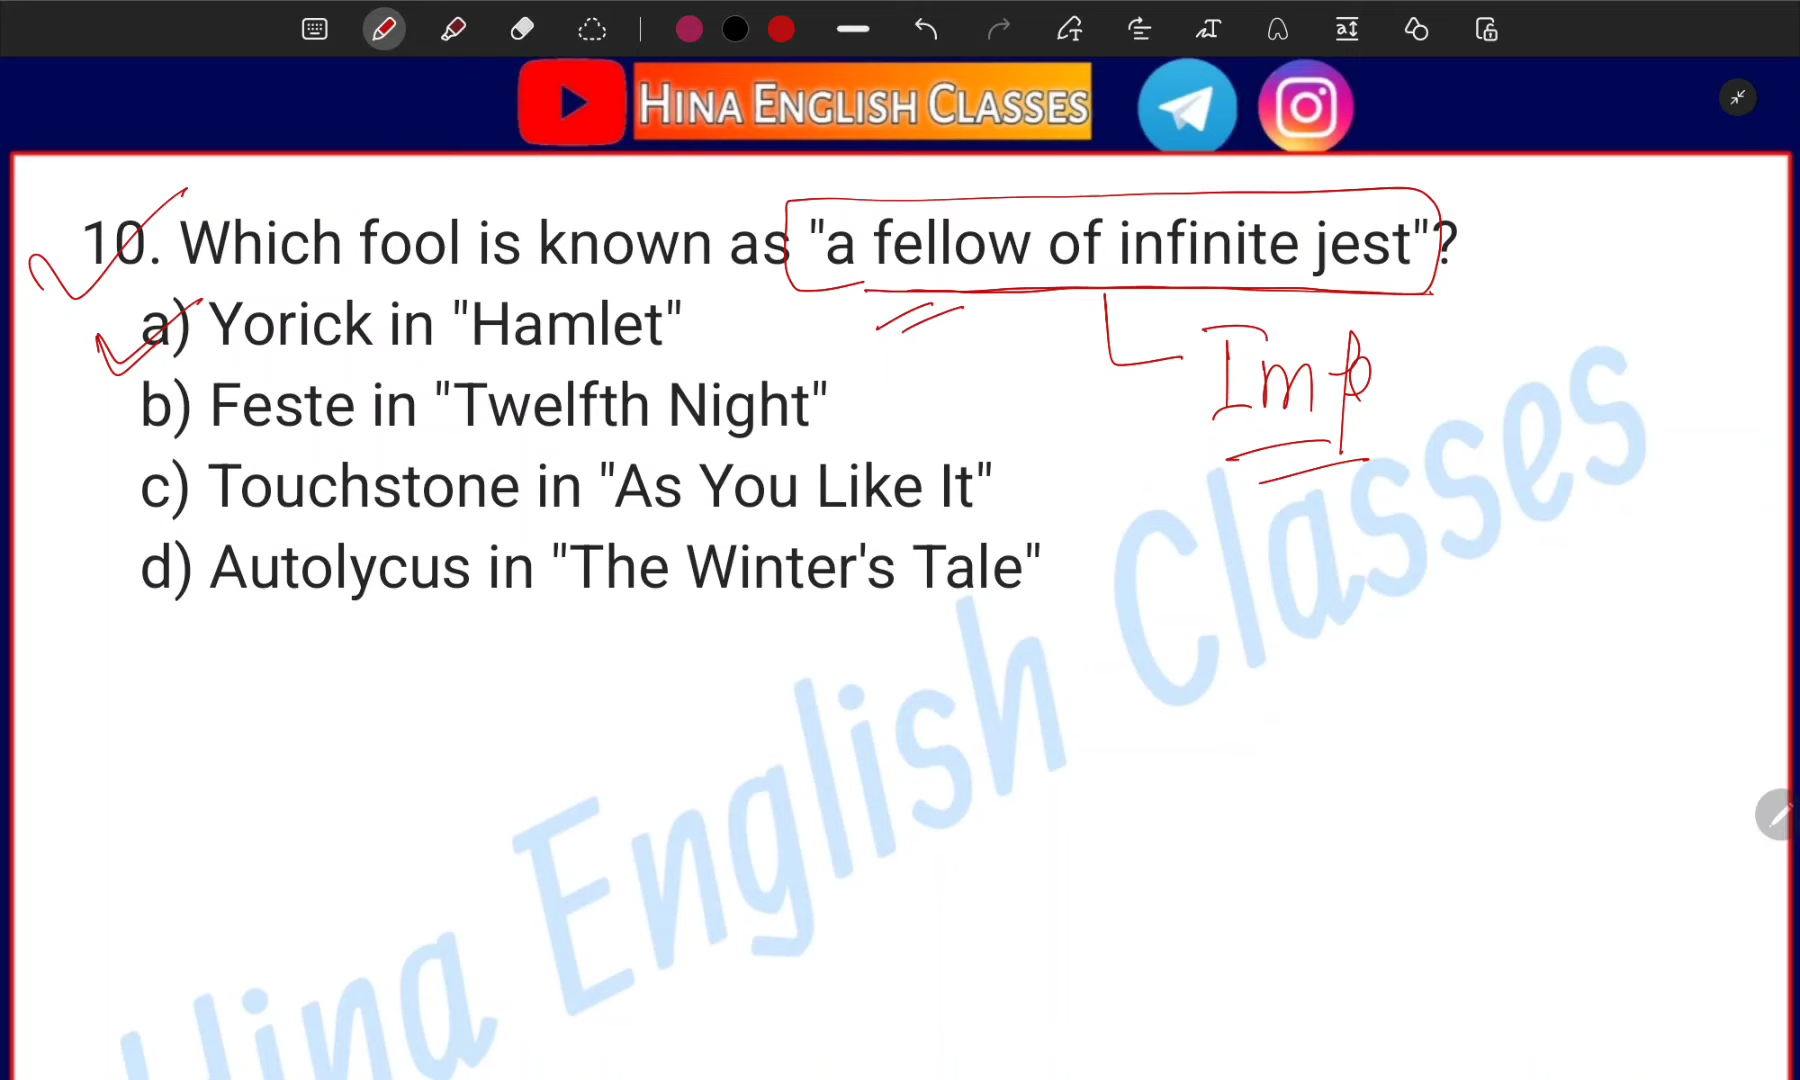 HINA ENGLISH CLASSES
10. Which fool is known as "a fellow of infinite jest"?
a) Yorick in "Hamlet"
Imp
b) Feste in "Twelfth Night"
c) Touchstone in "As You Like It"
d) Autolycus in "The Winter's Tale"
Hina English Classes